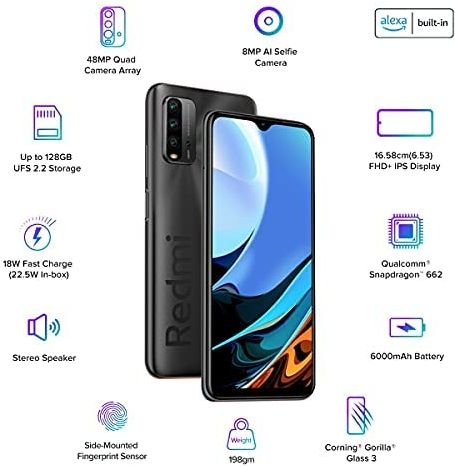 48MP Quad
Camera Array
8MP AI Selfie
Camera
alexa built-in
Up to 128GB
UFS 2.2 Storage
16.58cm(6.53)
FHD+ IPS Display
18W Fast Charge
(22.5W In-box)
Qualcomm®
Snapdragon™ 662
Stereo Speaker
6000mAh Battery
Redmi
Side-Mounted
Fingerprint Sensor
Weight
198gm
Corning® Gorilla®
Glass 3